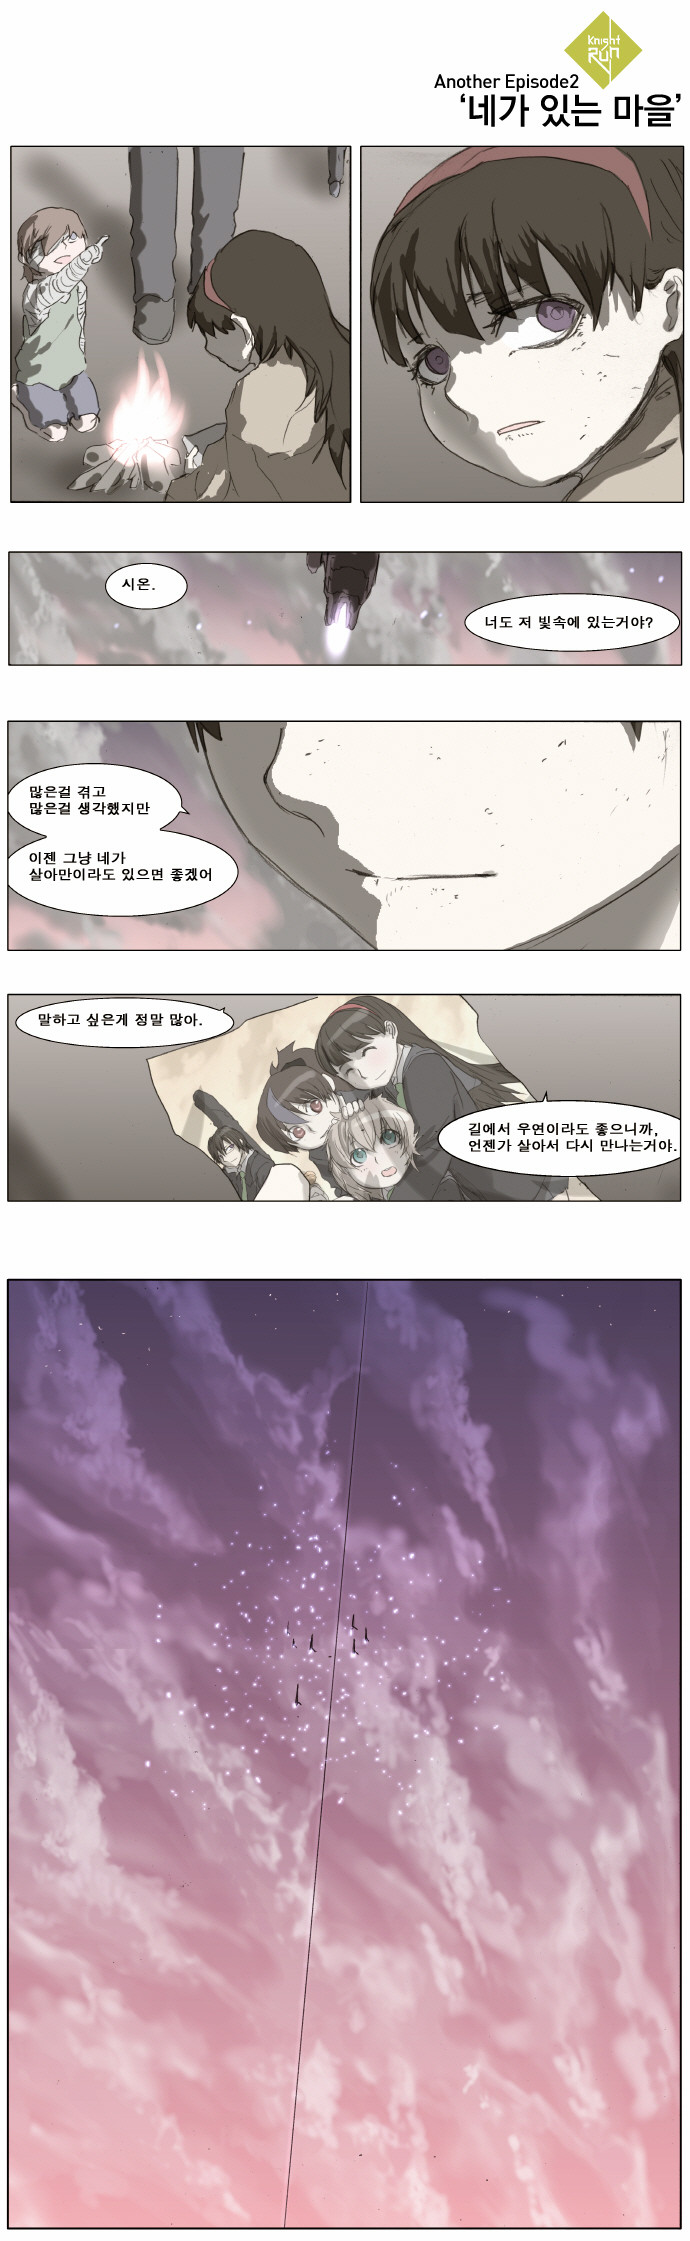 Knight
Run
Another Episode2
‘네가 있는 마을’
시온.
너도 저 빛속에 있는거야?
많은걸 겪고
많은걸 생각했지만
이젠 그냥 네가
살아만이라도 있으면 좋겠어
말하고 싶은게 정말 많아.
길에서 우연이라도 좋으니까,
언젠가 살아서 다시 만나는거야.